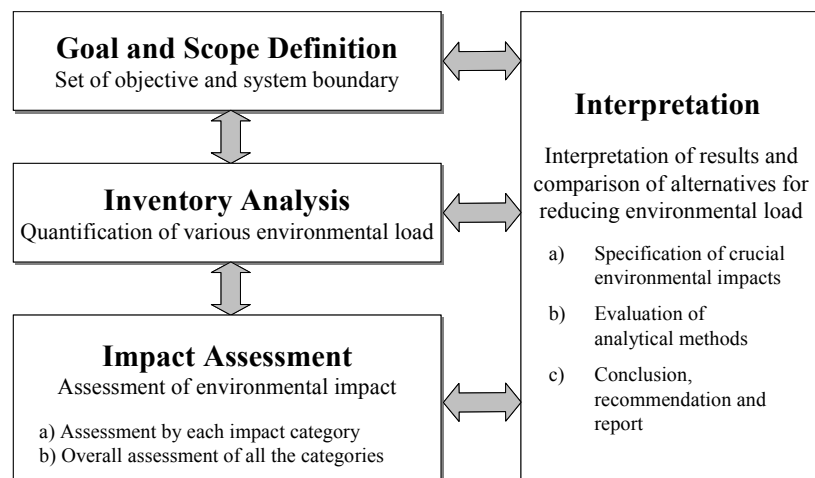 Goal and Scope Definition
Set of objective and system boundary
Inventory Analysis
Quantification of various environmental load
Impact Assessment
Assessment of environmental impact
a) Assessment by each impact category
b) Overall assessment of all the categories
Interpretation
Interpretation of results and
comparison of alternatives for
reducing environmental load
a) Specification of crucial
environmental impacts
b) Evaluation of
analytical methods
c) Conclusion,
recommendation and
report